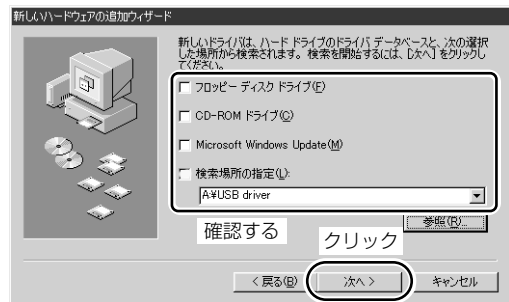 新しいハードウェアの追加ウィザード
新しいドライバは、ハード ドライブのドライバ データベースと、次の選択
した場所から検索されます。検索を開始するには、[次へ] をクリックし
てください。
フロッピー ディスク ドライブ(F)
CD-ROM ドライブ(C)
Microsoft Windows Update(M)
検索場所の指定(L):
A¥USB driver
確認する
参照(R)...
クリック
< 戻る(B)
次へ >
キャンセル